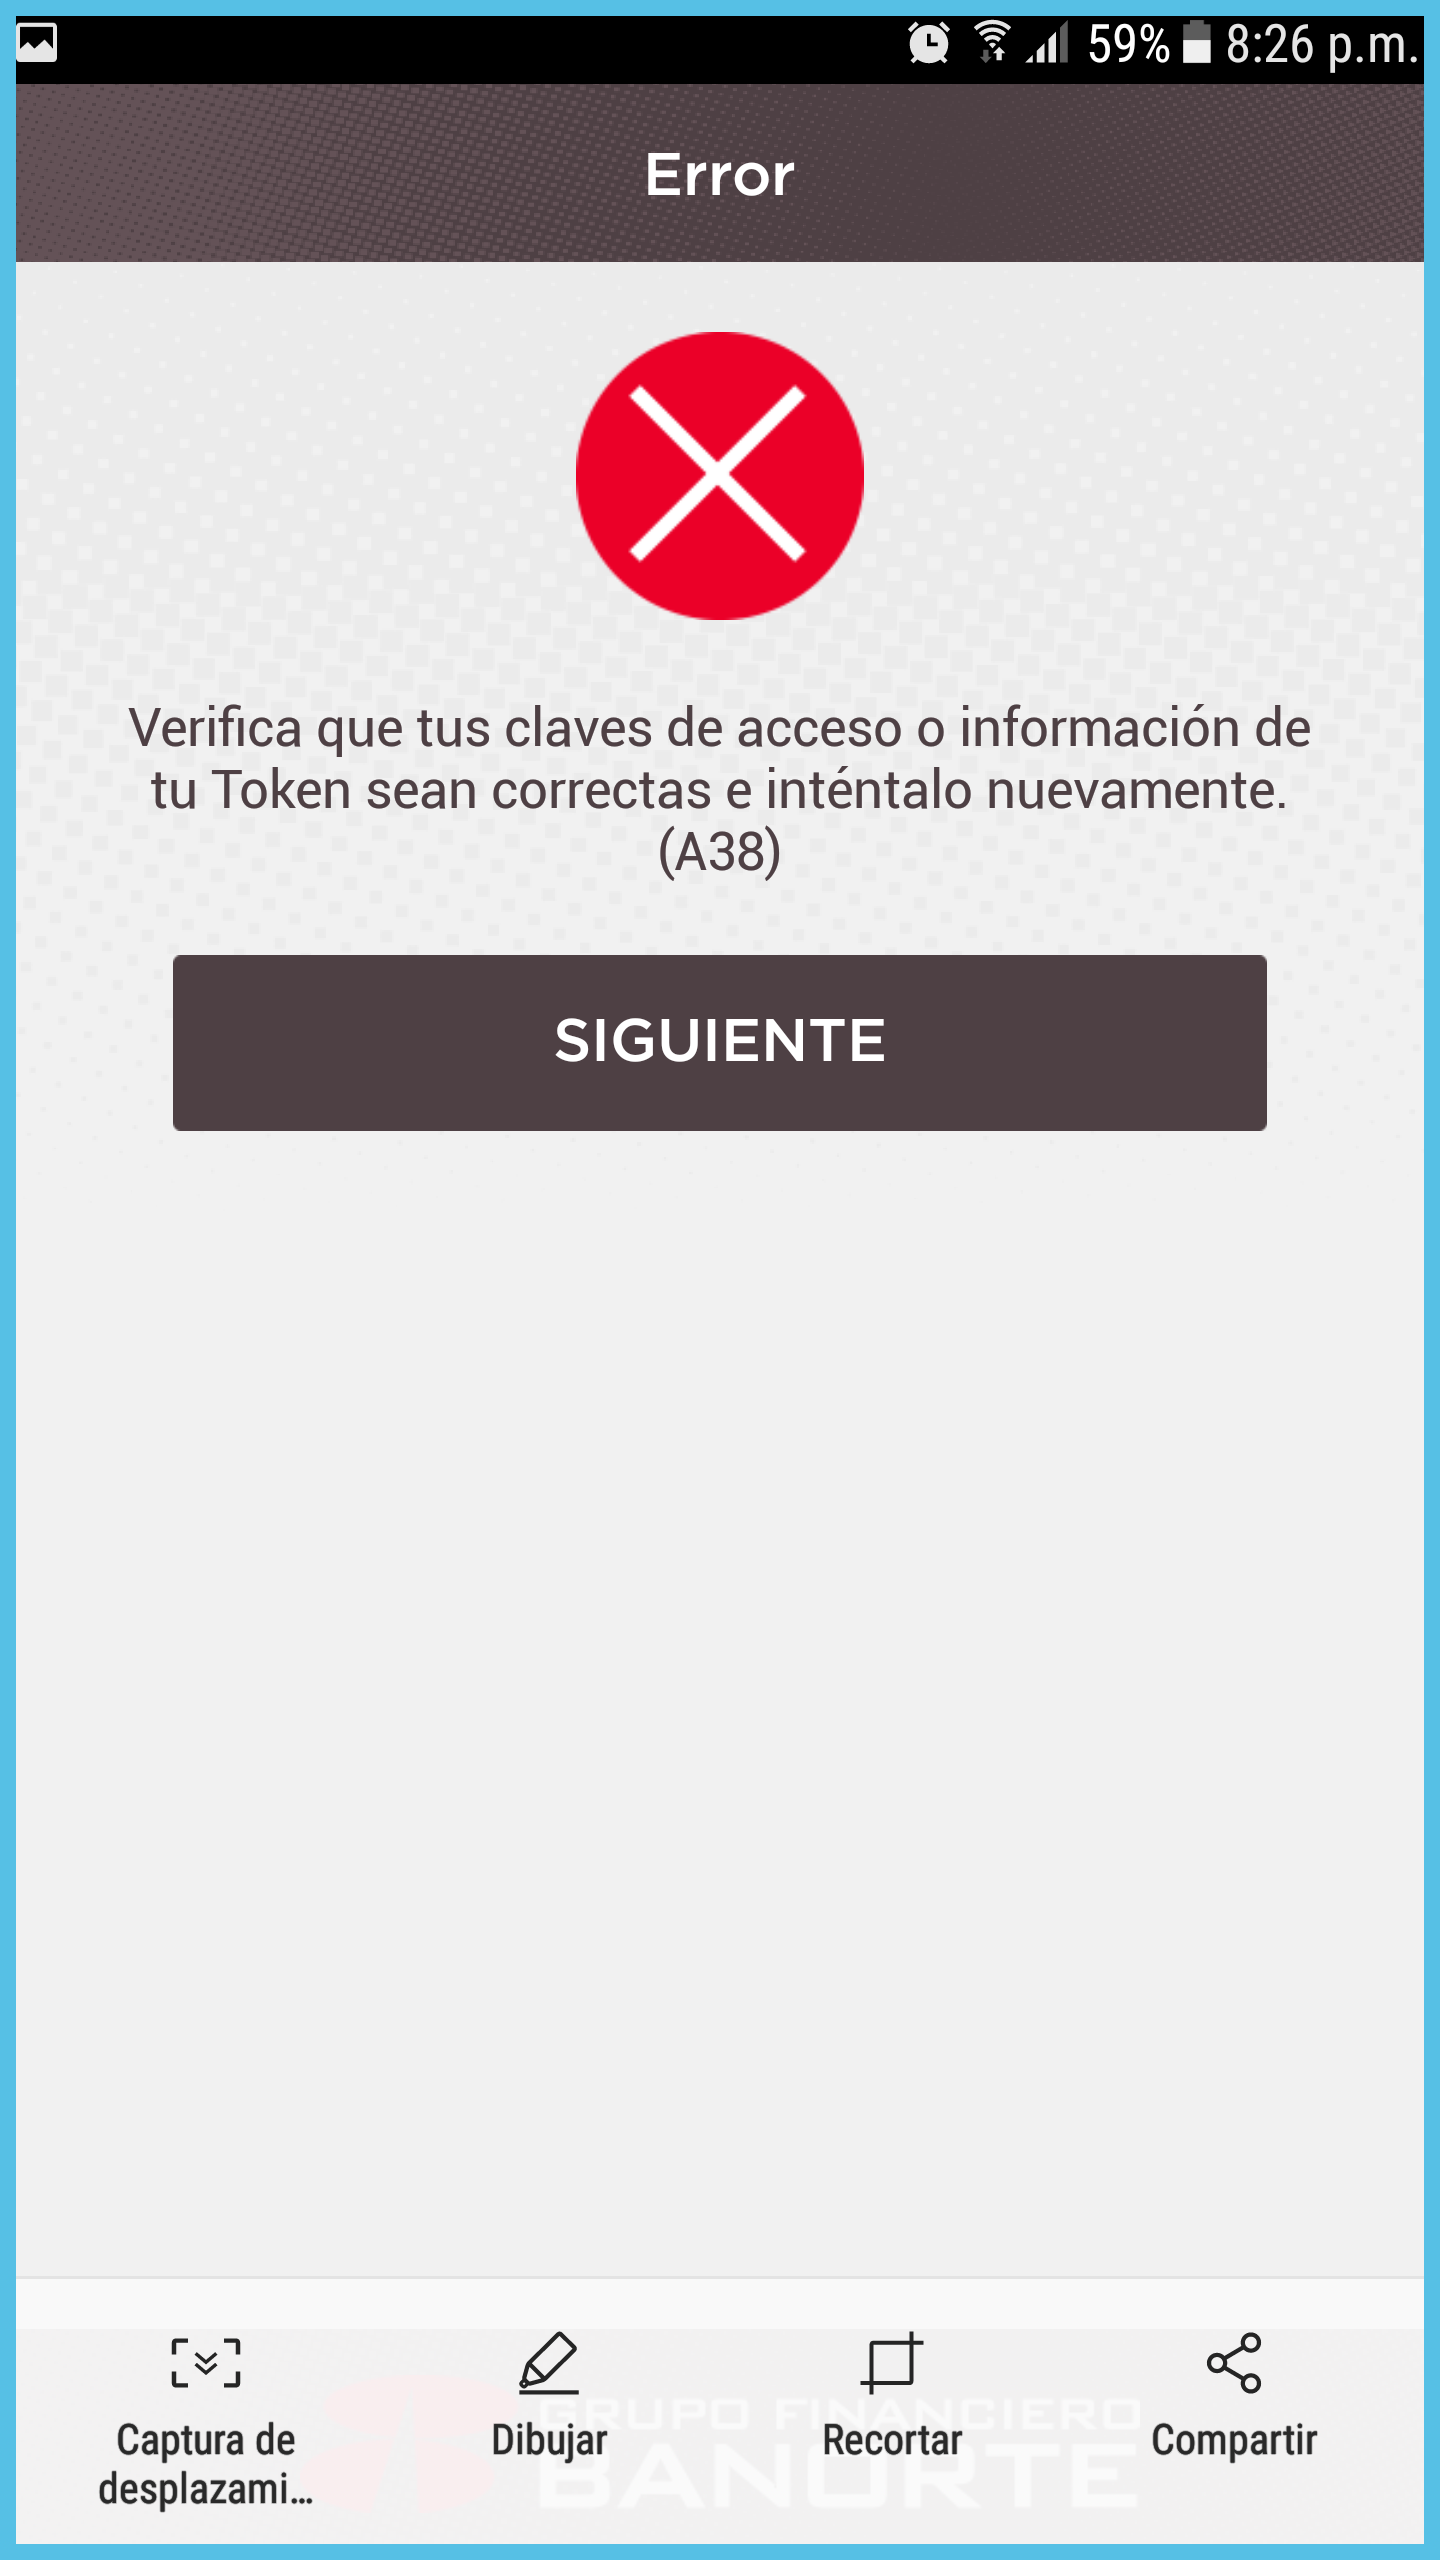 59% 8:26 p.m.
Error
Verifica que tus claves de acceso o información de
tu Token sean correctas e inténtalo nuevamente.
(A38)
SIGUIENTE
GRUPO FINANCIERO
BANORTE
Captura de
desplazami...
Dibujar
Recortar
Compartir